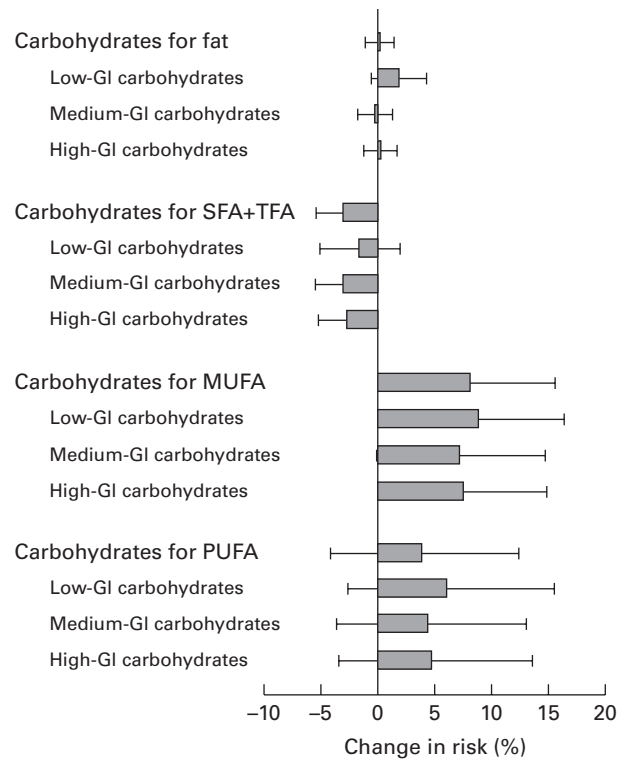 Carbohydrates for fat
Low-GI carbohydrates
Medium-GI carbohydrates
High-GI carbohydrates
Carbohydrates for SFA+TFA
Low-GI carbohydrates
Medium-GI carbohydrates
High-GI carbohydrates
Carbohydrates for MUFA
Low-GI carbohydrates
Medium-GI carbohydrates
High-GI carbohydrates
Carbohydrates for PUFA
Low-GI carbohydrates
Medium-GI carbohydrates
High-GI carbohydrates
−10 −5 0 5 10 15 20
Change in risk (%)